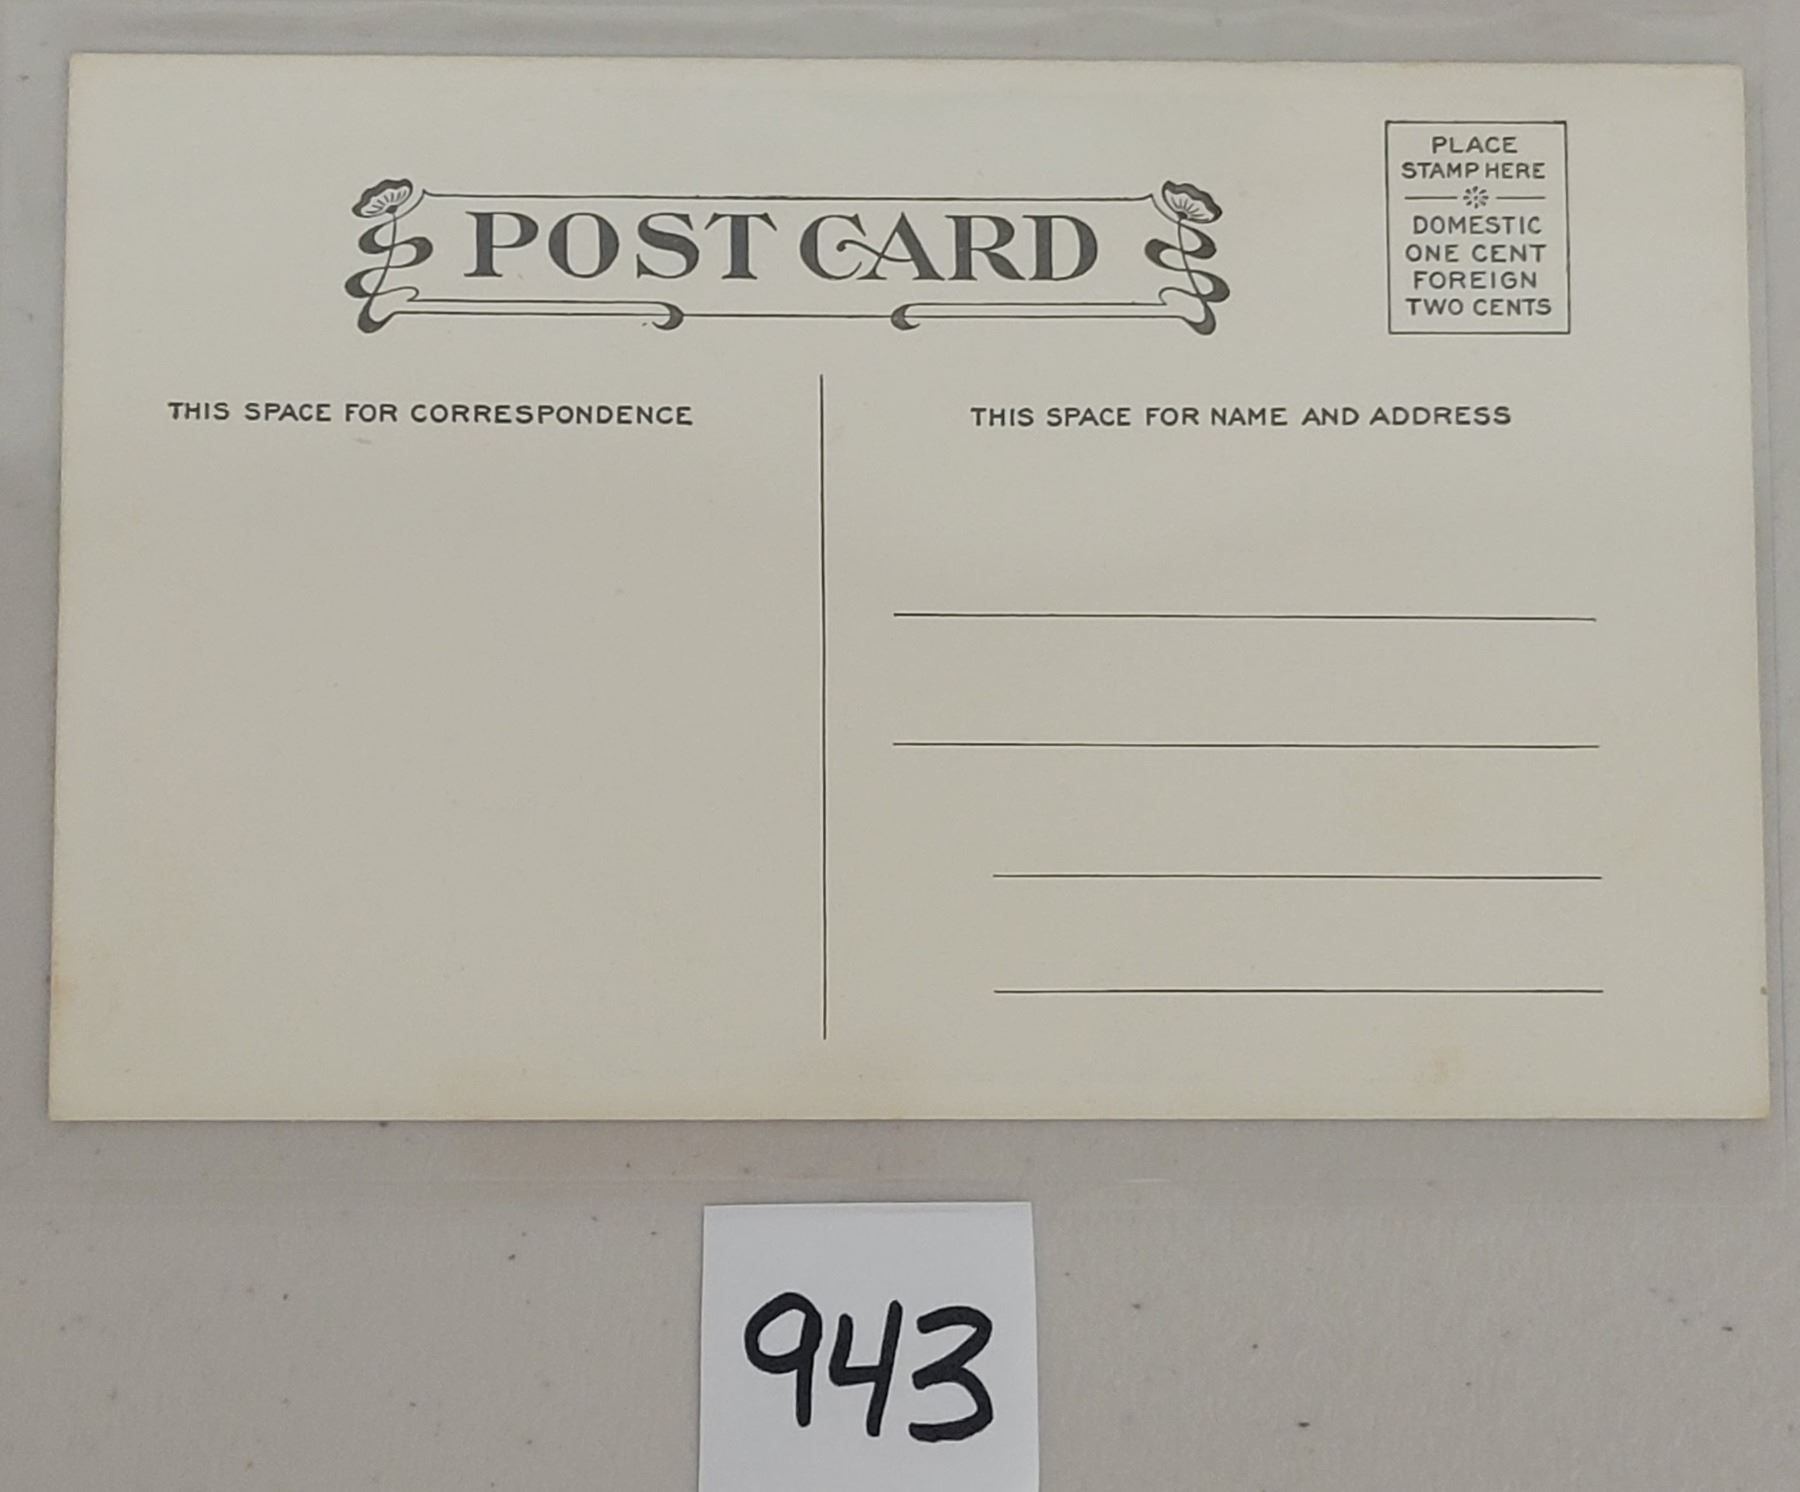 POST CARD
PLACE
STAMP HERE
DOMESTIC
ONE CENT
FOREIGN
TWO CENTS
THIS SPACE FOR CORRESPONDENCE
THIS SPACE FOR NAME AND ADDRESS
943